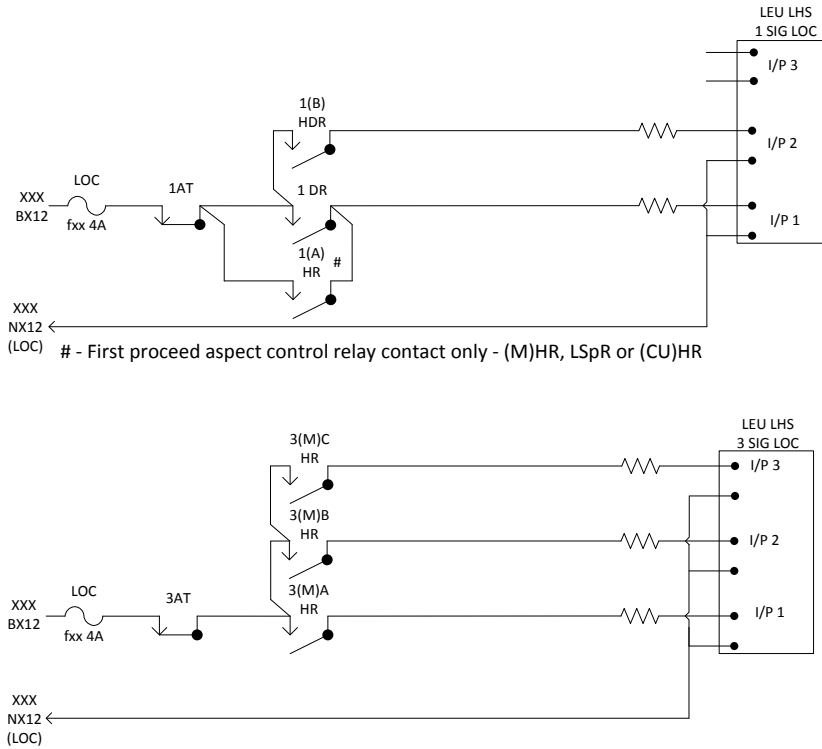 LEU LHS
1 SIG LOC
I/P 3
1(B)
HDR
I/P 2
LOC
1AT
1 DR
XXX
BX12
fxx 4A
I/P 1
1(A)
HR
#
XXX
NX12
(LOC)
# - First proceed aspect control relay contact only - (M)HR, LSpR or (CU)HR
LEU LHS
3 SIG LOC
3(M)C
HR
I/P 3
3(M)B
HR
I/P 2
LOC
3AT
3(M)A
HR
XXX
BX12
fxx 4A
I/P 1
XXX
NX12
(LOC)